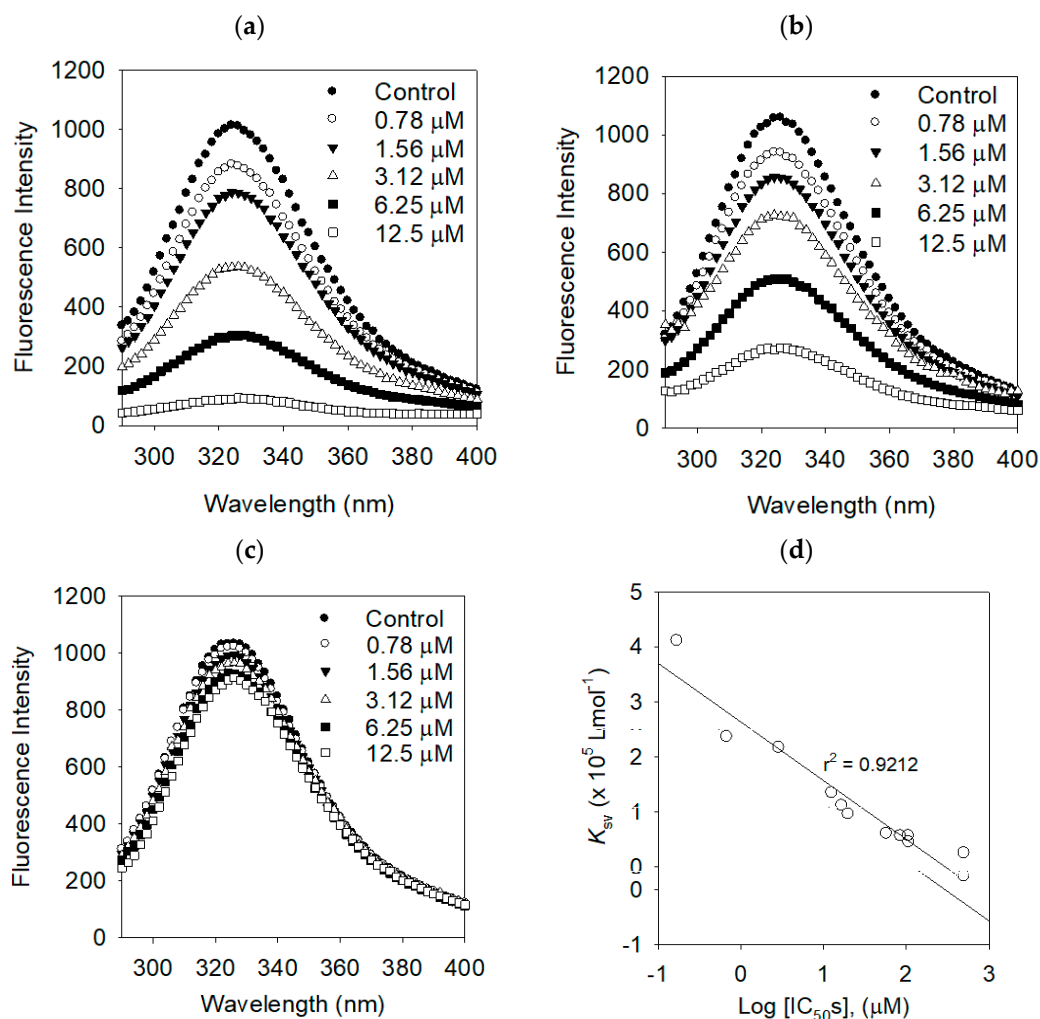 (a)
1200
1000
800
600
400
200
0
Fluorescence Intensity
Control
0.78 μM
1.56 μM
3.12 μM
6.25 μM
12.5 μM
300 320 340 360 380 400
Wavelength (nm)
(b)
1200
1000
800
600
400
200
0
Fluorescence Intensity
Control
0.78 μM
1.56 μM
3.12 μM
6.25 μM
12.5 μM
300 320 340 360 380 400
Wavelength (nm)
(c)
1200
1000
800
600
400
200
0
Fluorescence Intensity
Control
0.78 μM
1.56 μM
3.12 μM
6.25 μM
12.5 μM
300 320 340 360 380 400
Wavelength (nm)
(d)
5
4
3
2
1
0
0
-1
K_sv (x 10^5 Lmol^-1)
r^2 = 0.9212
-1 0 1 2 3
Log [IC_50s], (μM)